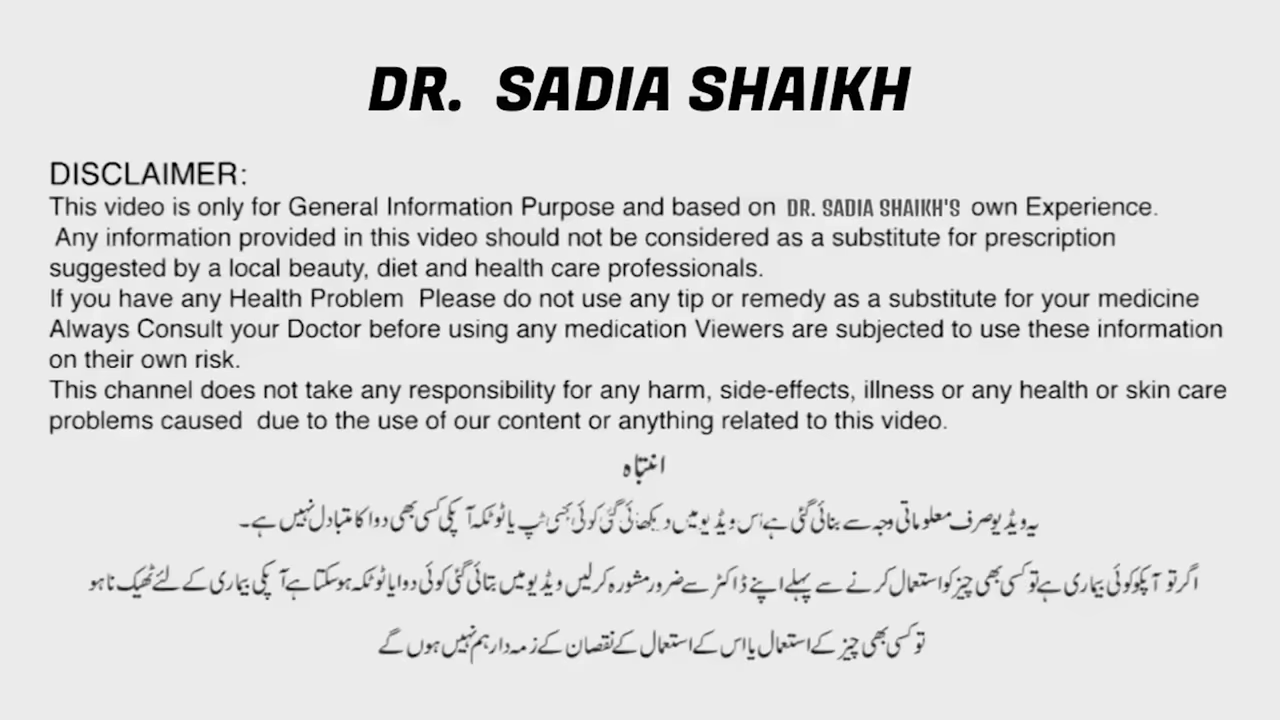 DR. SADIA SHAIKH
DISCLAIMER:
This video is only for General Information Purpose and based on DR. SADIA SHAIKH'S own Experience.
Any information provided in this video should not be considered as a substitute for prescription
suggested by a local beauty, diet and health care professionals.
If you have any Health Problem Please do not use any tip or remedy as a substitute for your medicine
Always Consult your Doctor before using any medication Viewers are subjected to use these information
on their own risk.
This channel does not take any responsibility for any harm, side-effects, illness or any health or skin care
problems caused due to the use of our content or anything related to this video.
انتباہ
یہ ویڈیو صرف معلوماتی وجہ سے بنائی گئی ہے اس ویڈیو میں دیکھائی گئی کوئی بھی ٹپ یا ٹوٹکہ آپکی کسی بھی دوا کا متبادل نہیں ہے۔
اگر تو آپکو کوئی بیماری ہے تو کسی بھی چیز کو استعمال کرنے سے پہلے اپنے ڈاکٹر سے ضرور مشورہ کرلیں ویڈیو میں بتائی گئی کوئی دوا یا ٹوٹکہ ہوسکتا ہے آپکی بیماری کے لئے ٹھیک نا ہو
تو کسی بھی چیز کے استعمال یا اس کے استعمال کے نقصان کے زمہ دار ہم نہیں ہوں گے